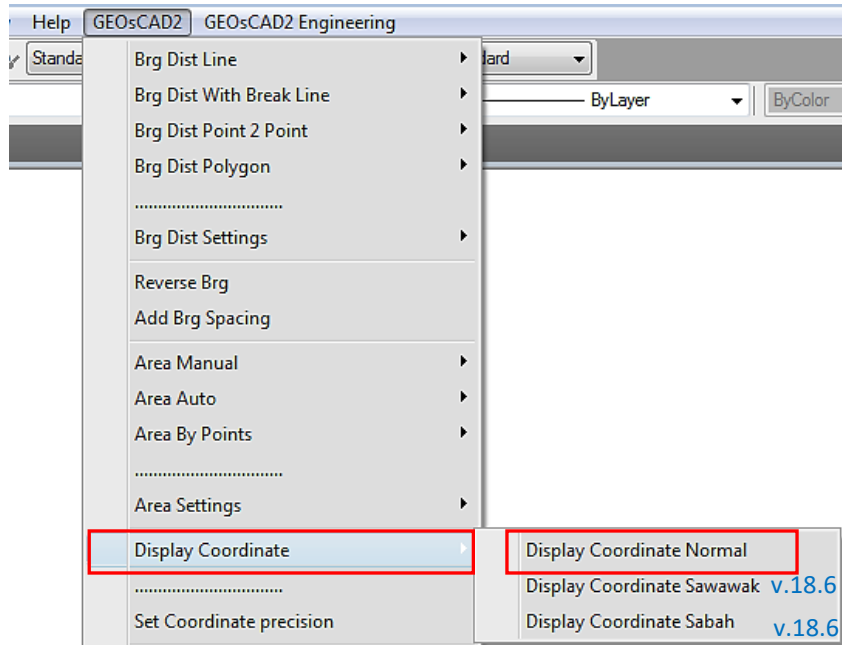 Help GEOsCAD2 GEOsCAD2 Engineering
Standa
Brg Dist Line
dard
Brg Dist With Break Line
ByLayer
ByColor
Brg Dist Point 2 Point
Brg Dist Polygon
................................
Brg Dist Settings
Reverse Brg
Add Brg Spacing
Area Manual
Area Auto
Area By Points
................................
Area Settings
Display Coordinate
Display Coordinate Normal
................................
Display Coordinate Sawawak v.18.6
Set Coordinate precision
Display Coordinate Sabah v.18.6